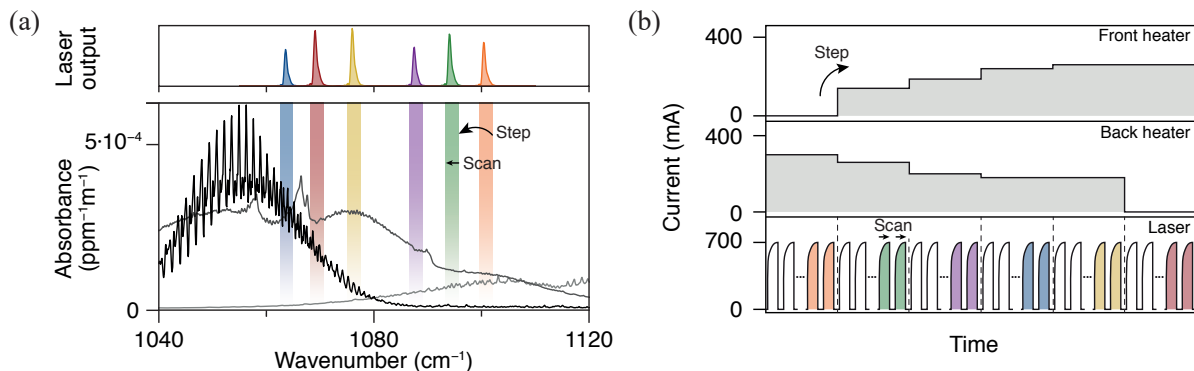 (a)
Laser
output
Absorbance
(ppm⁻¹m⁻¹)
5·10⁻⁴
0
Step
Scan
1040
1080
1120
Wavenumber (cm⁻¹)
(b)
Current (mA)
400
0
Step
Front heater
400
0
Back heater
700
0
Scan
Laser
Time